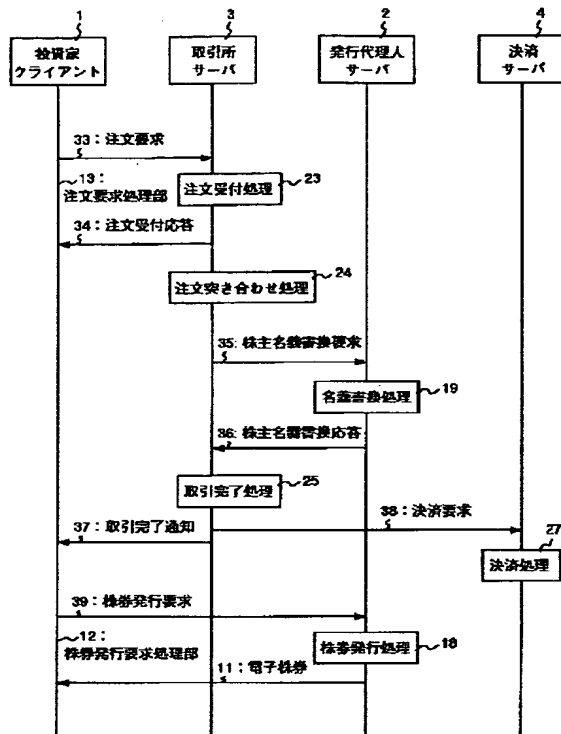 1
3
2
4
投資家
クライアント
取引所
サーバ
発行代理人
サーバ
決済
サーバ
33：注文要求
13：
注文要求処理部
注文受付処理
23
34：注文受付応答
24
注文突き合わせ処理
35：株主名義書換要求
名義書換処理
19
36：株主名義書換応答
取引完了処理
25
37：取引完了通知
38：決済要求
27
決済処理
39：株券発行要求
12：
株券発行要求処理部
株券発行処理
18
11：電子株券